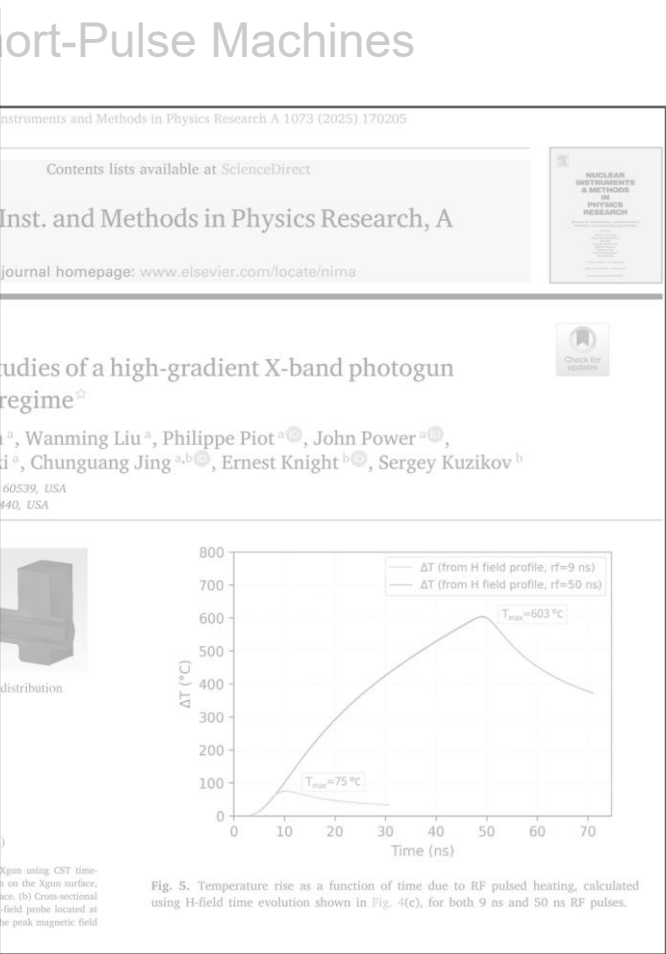 ort-Pulse Machines
nstruments and Methods in Physics Research A 1073 (2025) 170205
Contents lists available at ScienceDirect
Inst. and Methods in Physics Research, A
journal homepage: www.elsevier.com/locate/nima
NUCLEAR
INSTRUMENTS
& METHODS
IN
PHYSICS
RESEARCH
Check for
updates
tudies of a high-gradient X-band photogun
regime☆
a, Wanming Liu a, Philippe Piot a, John Power a,
ki a, Chunguang Jing a,b, Ernest Knight b, Sergey Kuzikov b
60539, USA
440, USA
distribution
800
700
600
500
400
300
200
100
0
ΔT (°C)
ΔT (from H field profile, rf=9 ns)
ΔT (from H field profile, rf=50 ns)
Tmax=603 ºC
Tmax=75 ºC
0 10 20 30 40 50 60 70
Time (ns)
)
Xgun using CST time-
n on the Xgun surface,
ace. (b) Cross-sectional
-field probe located at
he peak magnetic field
Fig. 5. Temperature rise as a function of time due to RF pulsed heating, calculated
using H-field time evolution shown in Fig. 4(c), for both 9 ns and 50 ns RF pulses.